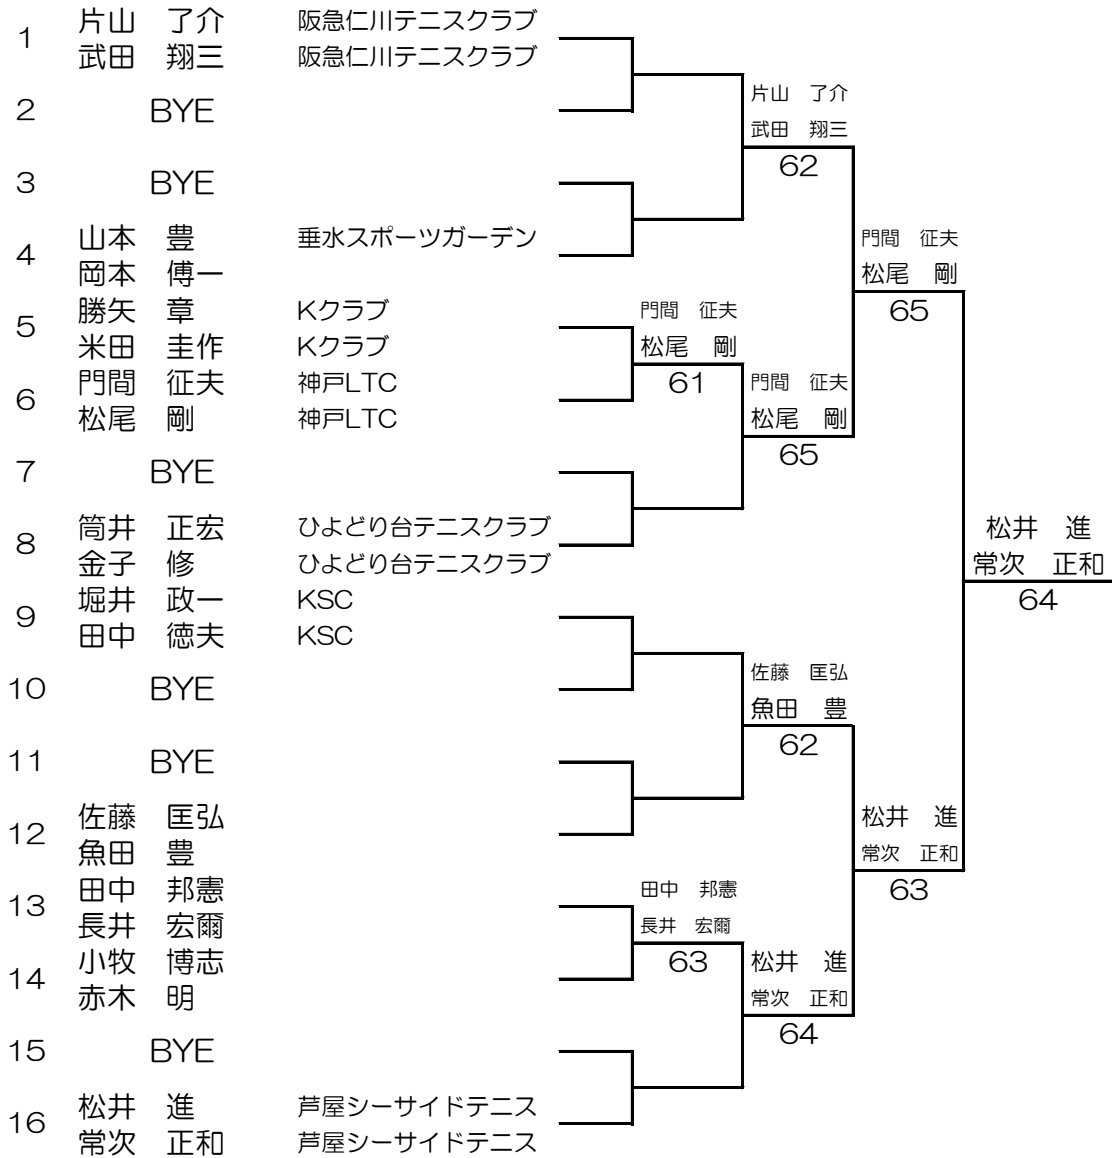 1
片山　了介　阪急仁川テニスクラブ
武田　翔三　阪急仁川テニスクラブ
2 BYE
3 BYE
4
山本　豊　垂水スポーツガーデン
岡本　傅一
5
勝矢　章　Kクラブ
米田　圭作　Kクラブ
6
門間　征夫　神戸LTC
松尾　剛　神戸LTC
7 BYE
8
筒井　正宏　ひよどり台テニスクラブ
金子　修　ひよどり台テニスクラブ
9
堀井　政一　KSC
田中　徳夫　KSC
10 BYE
11 BYE
12
佐藤　匡弘
魚田　豊
13
田中　邦憲
長井　宏爾
14
小牧　博志
赤木　明
15 BYE
16
松井　進　芦屋シーサイドテニス
常次　正和　芦屋シーサイドテニス
門間　征夫
松尾　剛
61
田中　邦憲
長井　宏爾
63
片山　了介
武田　翔三
62
門間　征夫
松尾　剛
65
佐藤　匡弘
魚田　豊
62
松井　進
常次　正和
64
門間　征夫
松尾　剛
65
松井　進
常次　正和
63
松井　進
常次　正和
64